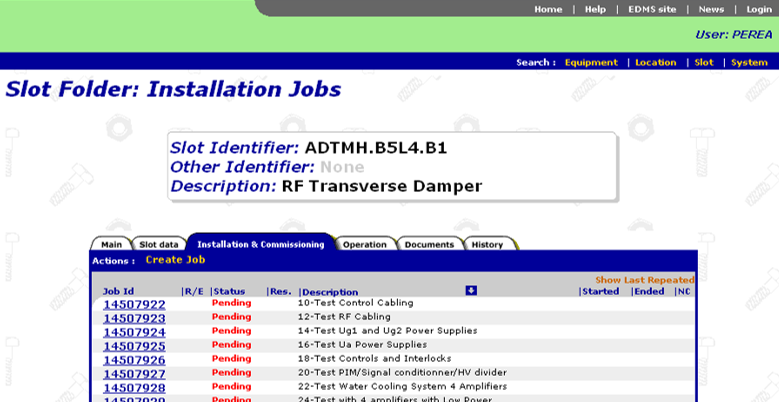 Home | Help | EDMS site | News | Login
User: PEREA
Search : Equipment | Location | Slot | System
Slot Folder: Installation Jobs
Slot Identifier: ADTMH.B5L4.B1
Other Identifier: None
Description: RF Transverse Damper
Main Slot data Installation & Commissioning Operation Documents History
Actions : Create Job
Show Last Repeated
Job Id |R/E |Status |Res. |Description |Started |Ended |NC
14507922 Pending 10-Test Control Cabling
14507923 Pending 12-Test RF Cabling
14507924 Pending 14-Test Ug1 and Ug2 Power Supplies
14507925 Pending 16-Test Ua Power Supplies
14507926 Pending 18-Test Controls and Interlocks
14507927 Pending 20-Test PIM/Signal conditionner/HV divider
14507928 Pending 22-Test Water Cooling System 4 Amplifiers
14507929 Pending 24-Test with 4 amplifiers with Low Power